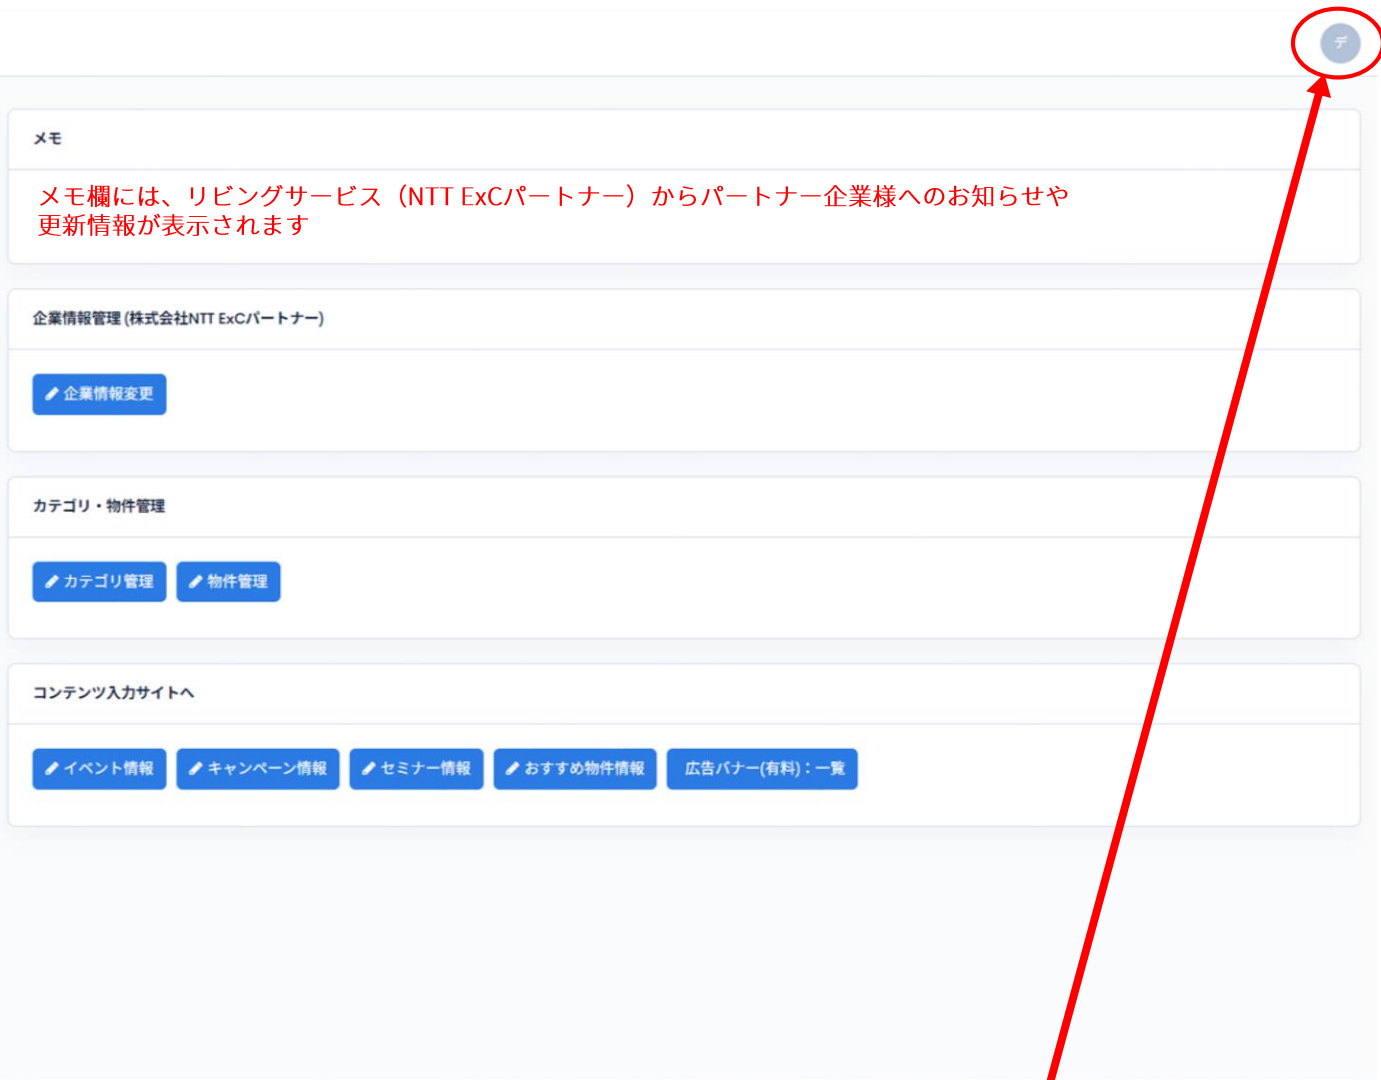 デ
メモ
メモ欄には、リビングサービス（NTT ExCパートナー）からパートナー企業様へのお知らせや
更新情報が表示されます
企業情報管理 (株式会社NTT ExCパートナー)
企業情報変更
カテゴリ・物件管理
カテゴリ管理 物件管理
コンテンツ入力サイトへ
イベント情報 キャンペーン情報 セミナー情報 おすすめ物件情報 広告バナー(有料)：一覧